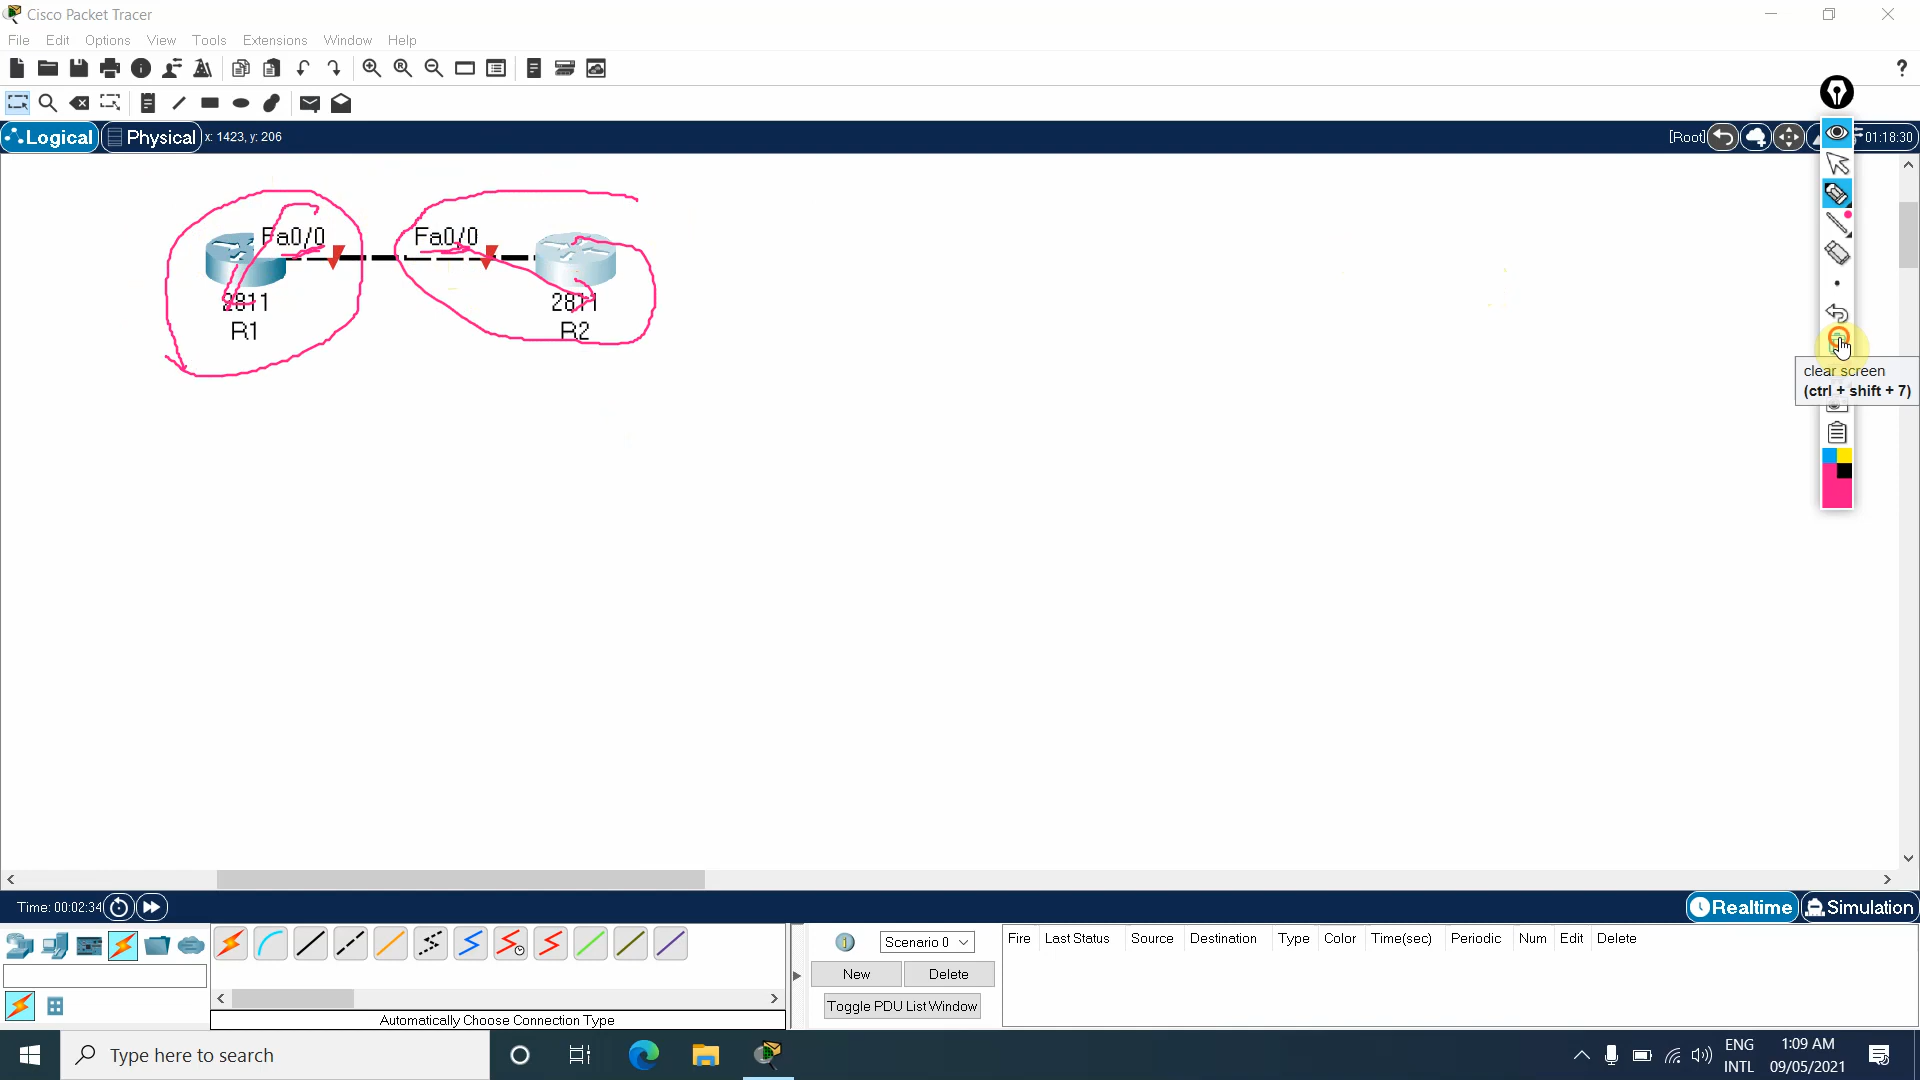 Cisco Packet Tracer
File Edit Options View Tools Extensions Window Help
?
Logical Physical x: 1423, y: 206 [Root] 01:18:30
Fa0/0 Fa0/0
2811 2811
R1 R2
clear screen
(ctrl + shift + 7)
Time: 00:02:34 Realtime Simulation
Scenario 0 Fire Last Status Source Destination Type Color Time(sec) Periodic Num Edit Delete
New Delete
Toggle PDU List Window
Automatically Choose Connection Type
Type here to search
ENG 1:09 AM
INTL 09/05/2021